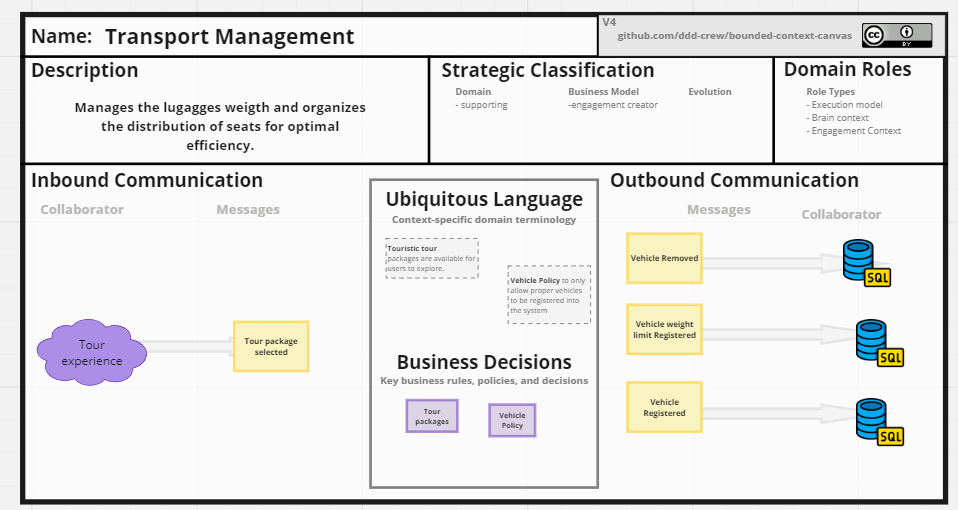 Name: Transport Management
V4
github.com/ddd-crew/bounded-context-canvas
cc
BY
Description
Manages the lugagges weigth and organizes
the distribution of seats for optimal
efficiency.
Strategic Classification
Domain
- supporting
Business Model
-engagement creator
Evolution
Domain Roles
Role Types
- Execution model
- Brain context
- Engagement Context
Inbound Communication
Collaborator
Messages
Tour
experience
Tour package
selected
Ubiquitous Language
Context-specific domain terminology
Touristic tour
packages are available for
users to explore.
Vehicle Policy to only
allow proper vehicles
to be registered into
the system
Business Decisions
Key business rules, policies, and decisions
Tour
packages
Vehicle
Policy
Outbound Communication
Messages
Collaborator
Vehicle Removed
SQL
Vehicle weight
limit Registered
SQL
Vehicle
Registered
SQL